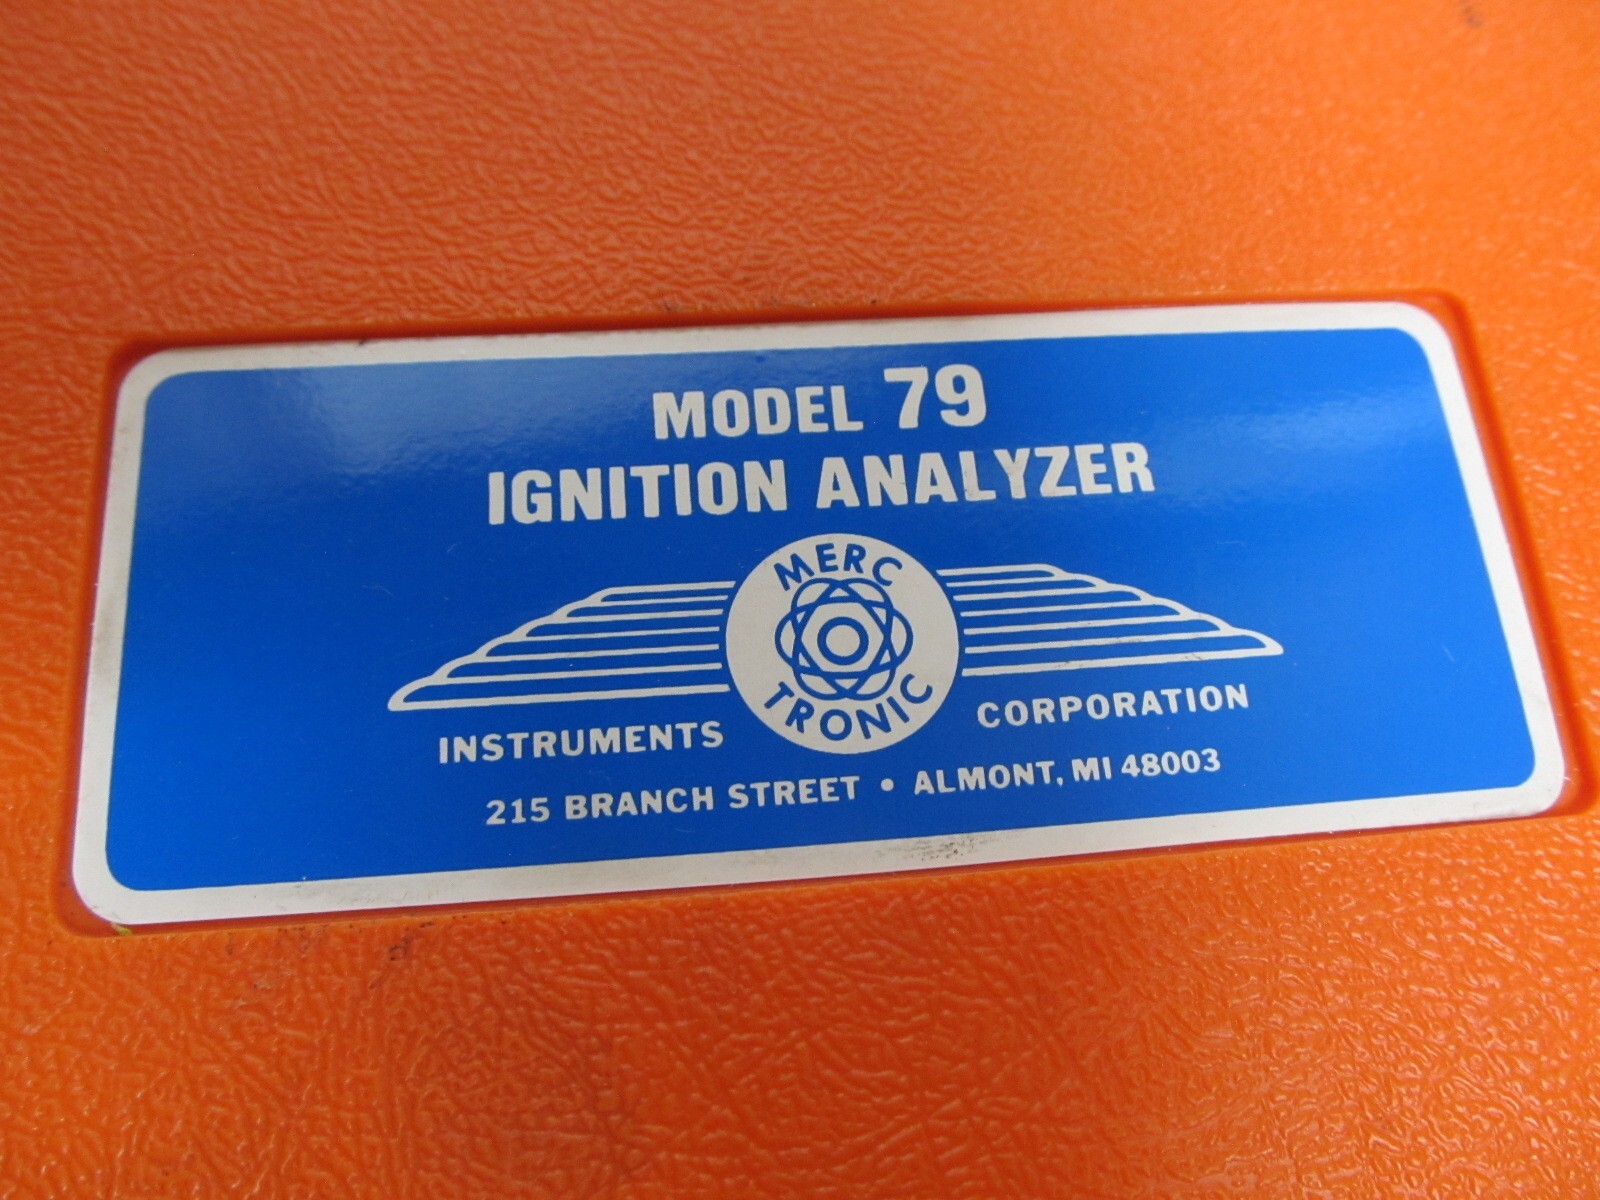 MODEL 79
IGNITION ANALYZER
MERC
TRONIC
INSTRUMENTS CORPORATION
215 BRANCH STREET • ALMONT, MI 48003